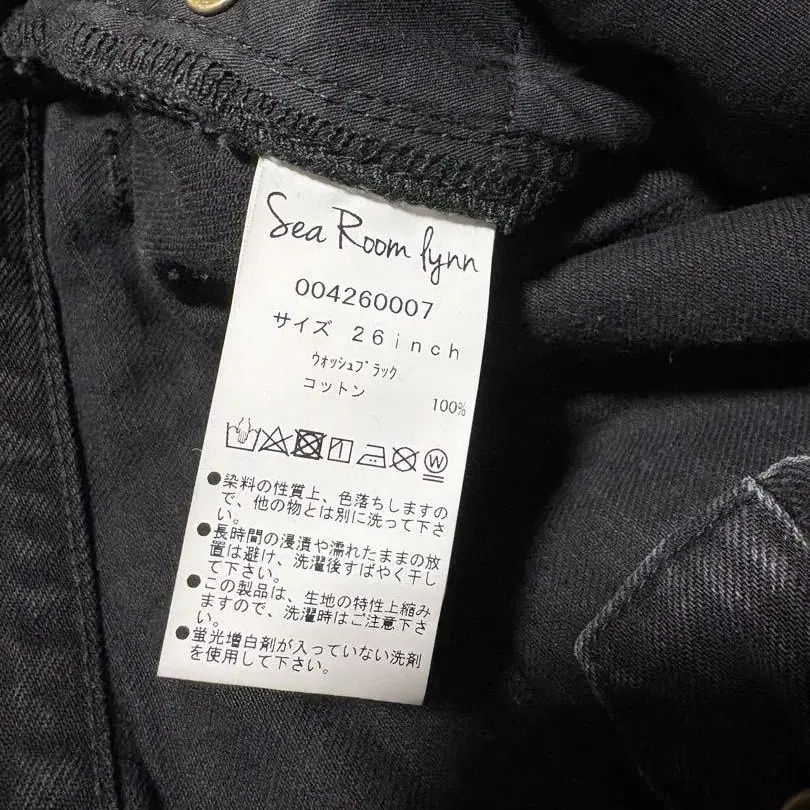 Sea Room lynn
004260007
サイズ 26inch
ウォッシュブラック
コットン 100%
W
●染料の性質上、色落ちしますの
で、他の物とは別に洗って下さ
い。
●長時間の浸漬や濡れたままの放
置は避け、洗濯後すばやく干し
て下さい。
●この製品は、生地の特性上縮み
ますので、洗濯時はご注意下さ
い。
●蛍光増白剤が入っていない洗剤
を使用して下さい。